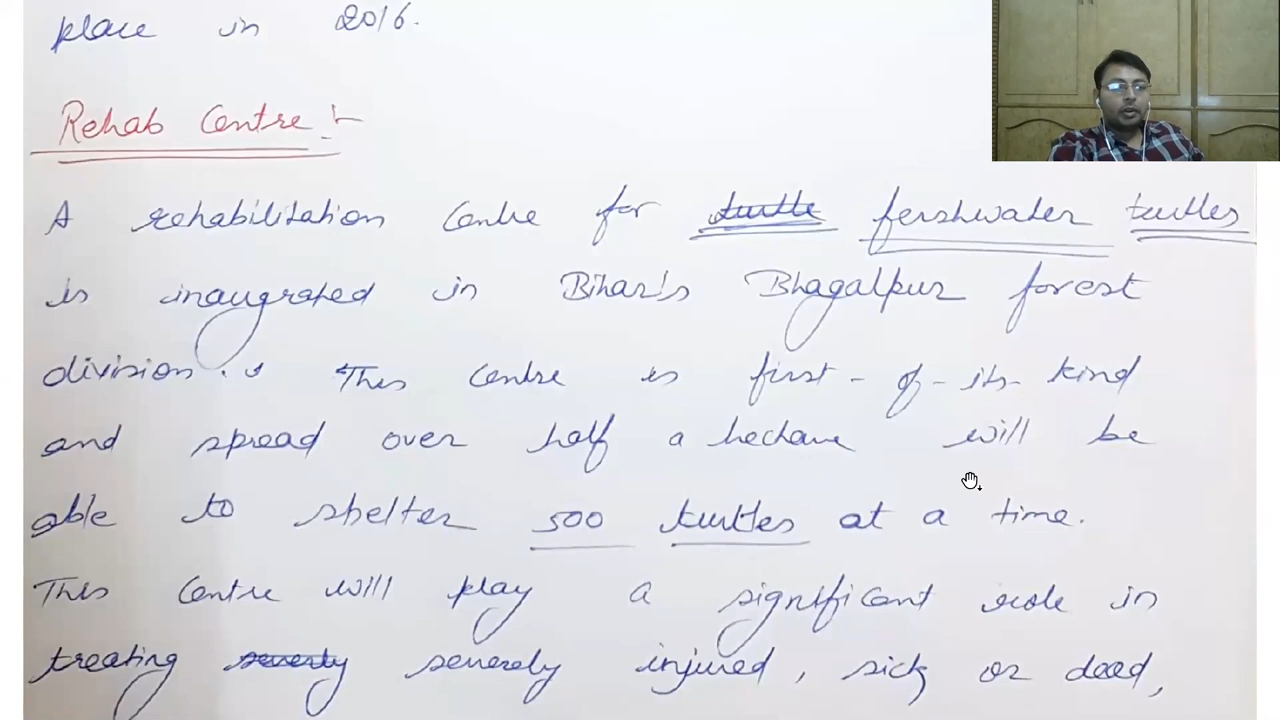 place in 2016.
Rehab Centre :-
A rehabilitation Centre for turtle fershwater turtles
is inaugrated in Bihar's Bhagalpur forest
division. This centre is first-of-its-kind
and spread over half a hectare will be
able to shelter 500 turtles at a time.
This Centre will play a significant role in
treating severly severely injured, sick or dead,